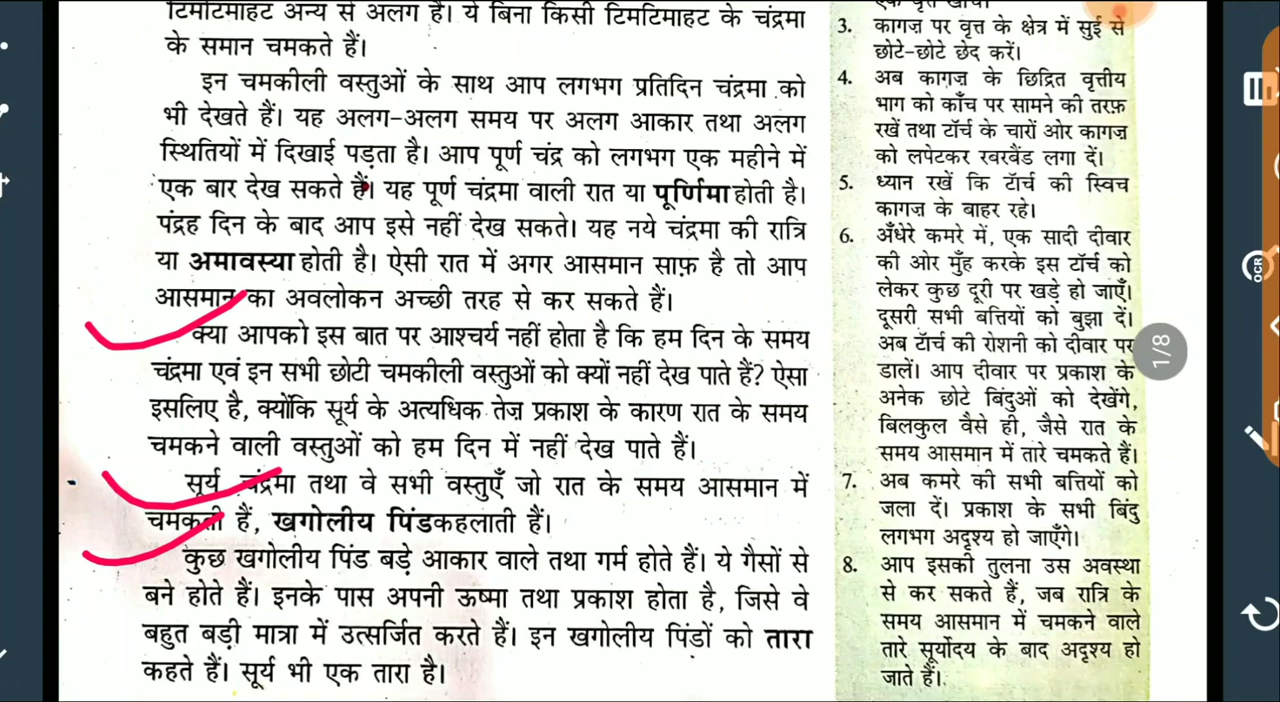 टिमटिमाहट अन्य से अलग है। ये बिना किसी टिमटिमाहट के चंद्रमा
के समान चमकते हैं।
इन चमकीली वस्तुओं के साथ आप लगभग प्रतिदिन चंद्रमा को
भी देखते हैं। यह अलग-अलग समय पर अलग आकार तथा अलग
स्थितियों में दिखाई पड़ता है। आप पूर्ण चंद्र को लगभग एक महीने में
एक बार देख सकते हैं। यह पूर्ण चंद्रमा वाली रात या पूर्णिमा होती है।
पंद्रह दिन के बाद आप इसे नहीं देख सकते। यह नये चंद्रमा की रात्रि
या अमावस्या होती है। ऐसी रात में अगर आसमान साफ़ है तो आप
आसमान का अवलोकन अच्छी तरह से कर सकते हैं।
क्या आपको इस बात पर आश्चर्य नहीं होता है कि हम दिन के समय
चंद्रमा एवं इन सभी छोटी चमकीली वस्तुओं को क्यों नहीं देख पाते हैं? ऐसा
इसलिए है, क्योंकि सूर्य के अत्यधिक तेज़ प्रकाश के कारण रात के समय
चमकने वाली वस्तुओं को हम दिन में नहीं देख पाते हैं।
सूर्य चंद्रमा तथा वे सभी वस्तुएँ जो रात के समय आसमान में
चमकती हैं, खगोलीय पिंड कहलाती हैं।
कुछ खगोलीय पिंड बड़े आकार वाले तथा गर्म होते हैं। ये गैसों से
बने होते हैं। इनके पास अपनी ऊष्मा तथा प्रकाश होता है, जिसे वे
बहुत बड़ी मात्रा में उत्सर्जित करते हैं। इन खगोलीय पिंडों को तारा
कहते हैं। सूर्य भी एक तारा है।
एक वृत्त खींचें।
3. कागज़ पर वृत्त के क्षेत्र में सुई से
छोटे-छोटे छेद करें।
4. अब कागज़ के छिद्रित वृत्तीय
भाग को काँच पर सामने की तरफ़
रखें तथा टॉर्च के चारों ओर कागज़
को लपेटकर रबरबैंड लगा दें।
5. ध्यान रखें कि टॉर्च की स्विच
कागज़ के बाहर रहे।
6. अँधेरे कमरे में, एक सादी दीवार
की ओर मुँह करके इस टॉर्च को
लेकर कुछ दूरी पर खड़े हो जाएँ।
दूसरी सभी बत्तियों को बुझा दें।
अब टॉर्च की रोशनी को दीवार पर
डालें। आप दीवार पर प्रकाश के
अनेक छोटे बिंदुओं को देखेंगे,
बिलकुल वैसे ही, जैसे रात के
समय आसमान में तारे चमकते हैं।
7. अब कमरे की सभी बत्तियों को
जला दें। प्रकाश के सभी बिंदु
लगभग अदृश्य हो जाएँगे।
8. आप इसकी तुलना उस अवस्था
से कर सकते हैं, जब रात्रि के
समय आसमान में चमकने वाले
तारे सूर्योदय के बाद अदृश्य हो
जाते हैं।
1/8
OCR